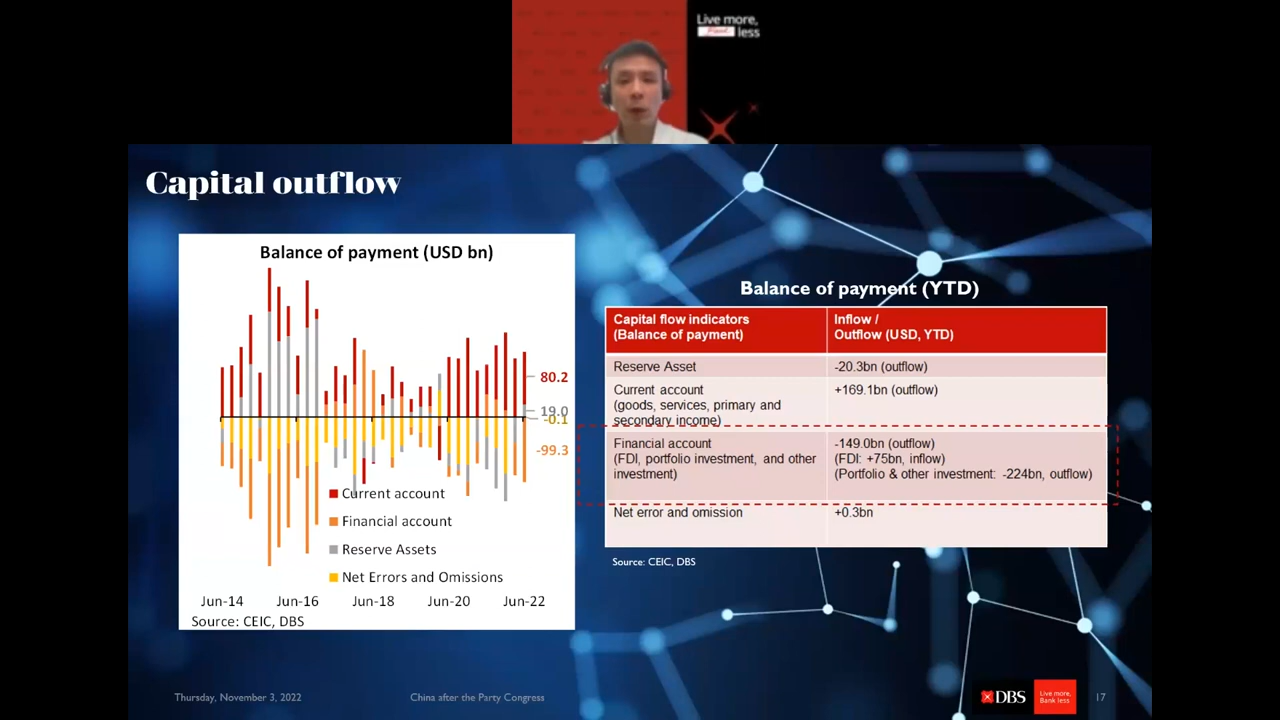 Live more,
less
Capital outflow
Balance of payment (USD bn)
80.2
19.0
-0.1
-99.3
Current account
Financial account
Reserve Assets
Net Errors and Omissions
Jun-14 Jun-16 Jun-18 Jun-20 Jun-22
Source: CEIC, DBS
Balance of payment (YTD)
Capital flow indicators
(Balance of payment)
Inflow /
Outflow (USD, YTD)
Reserve Asset
-20.3bn (outflow)
Current account
(goods, services, primary and
secondary income)
+169.1bn (outflow)
Financial account
(FDI, portfolio investment, and other
investment)
-149.0bn (outflow)
(FDI: +75bn, inflow)
(Portfolio & other investment: -224bn, outflow)
Net error and omission
+0.3bn
Source: CEIC, DBS
Thursday, November 3, 2022
China after the Party Congress
DBS
Live more,
Bank less
17